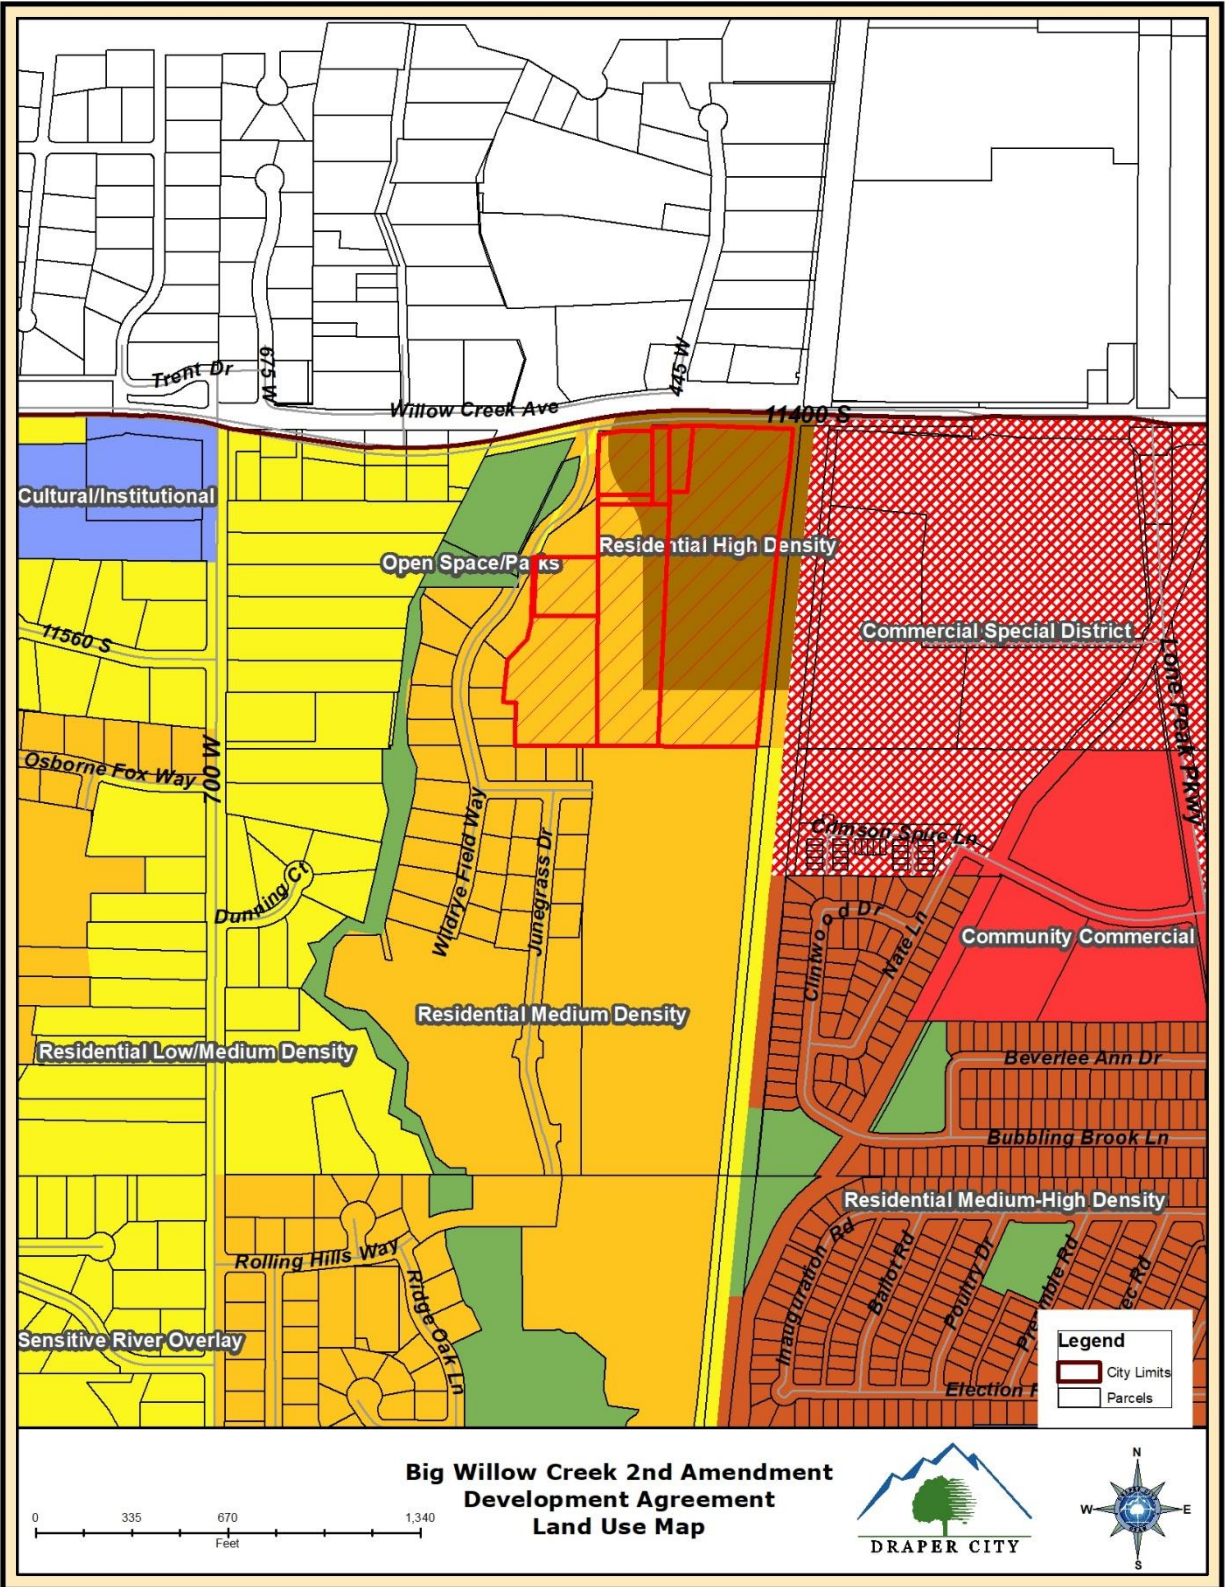 Trent Dr
675 W
445 W
Willow Creek Ave
11400 S
Cultural/Institutional
Residential High Density
Open Space/Parks
11560 S
Commercial Special District
Lone Peak Pkwy
700 W
Osborne Fox Way
Wildrye Field Way
Junegrass Dr
Crimson Spire Ln
Dunning Ct
Clintwood Dr
Nate Ln
Community Commercial
Residential Medium Density
Residential Low/Medium Density
Beverlee Ann Dr
Bubbling Brook Ln
Residential Medium-High Density
Rolling Hills Way
Ridge Oak Ln
Inauguration Rd
Ballot Rd
Poultry Dr
Rd
ec Rd
Sensitive River Overlay
Election
Legend
City Limits
Parcels
Big Willow Creek 2nd Amendment
Development Agreement
Land Use Map
0 335 670 1,340
Feet
DRAPER CITY
N
W E
S